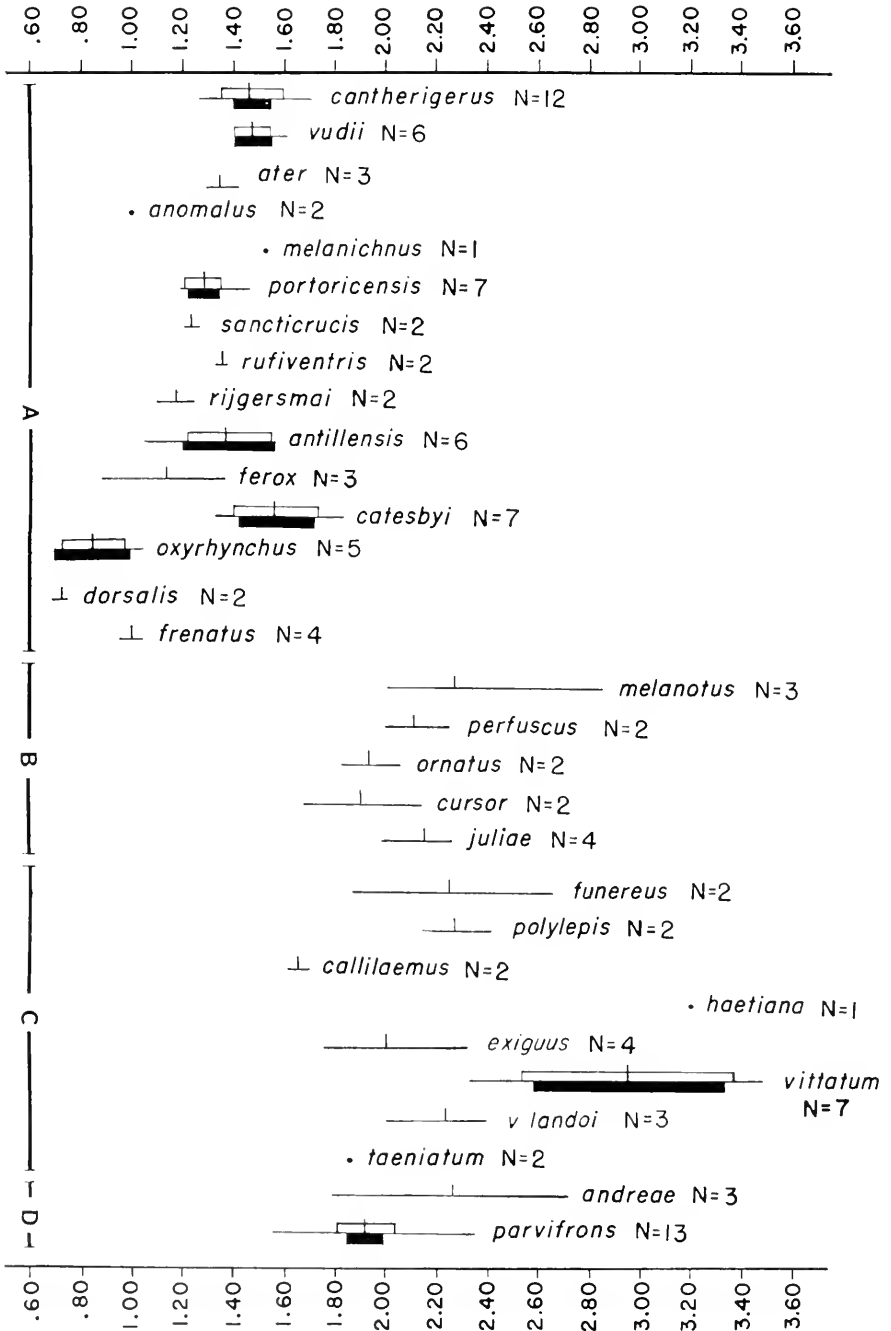 .60 .80 1.00 1.20 1.40 1.60 1.80 2.00 2.20 2.40 2.60 2.80 3.00 3.20 3.40 3.60
cantherigerus N=12
vudii N=6
ater N=3
anomalus N=2
melanichnus N=1
portoricensis N=7
sancticrucis N=2
rufiventris N=2
rijgersmai N=2
A
antillensis N=6
ferox N=3
catesbyi N=7
oxyrhynchus N=5
dorsalis N=2
frenatus N=4
melanotus N=3
perfuscus N=2
B
ornatus N=2
cursor N=2
juliae N=4
funereus N=2
polylepis N=2
callilaemus N=2
haetiana N=1
C
exiguus N=4
vittatum
N=7
v landoi N=3
taeniatum N=2
andreae N=3
D
parvifrons N=13
.60 .80 1.00 1.20 1.40 1.60 1.80 2.00 2.20 2.40 2.60 2.80 3.00 3.20 3.40 3.60